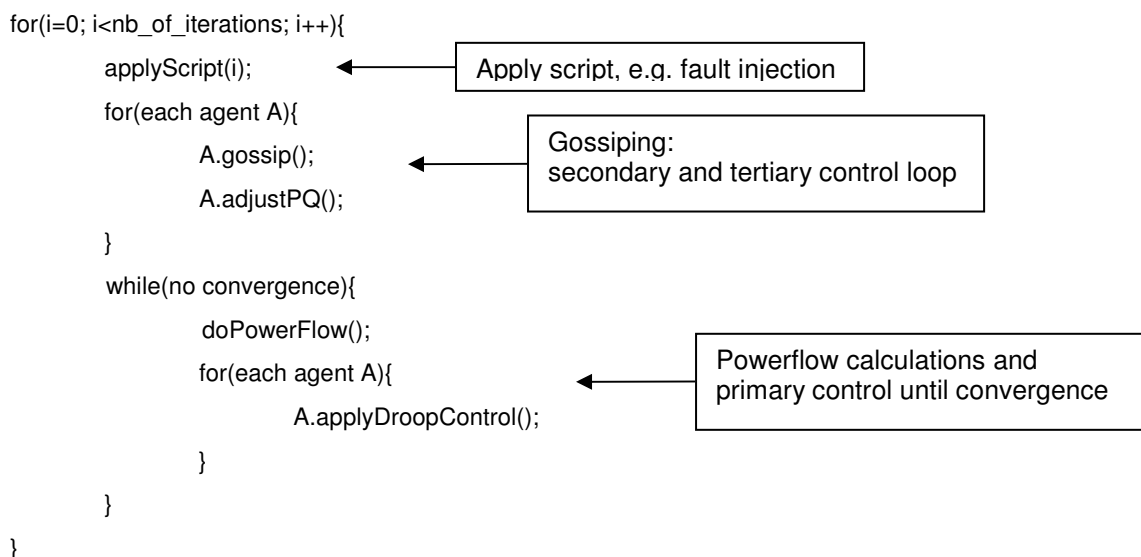 for(i=0; i<nb_of_iterations; i++){
applyScript(i);
Apply script, e.g. fault injection
for(each agent A){
A.gossip();
A.adjustPQ();
Gossiping:
secondary and tertiary control loop
}
while(no convergence){
doPowerFlow();
for(each agent A){
A.applyDroopControl();
Powerflow calculations and
primary control until convergence
}
}
}